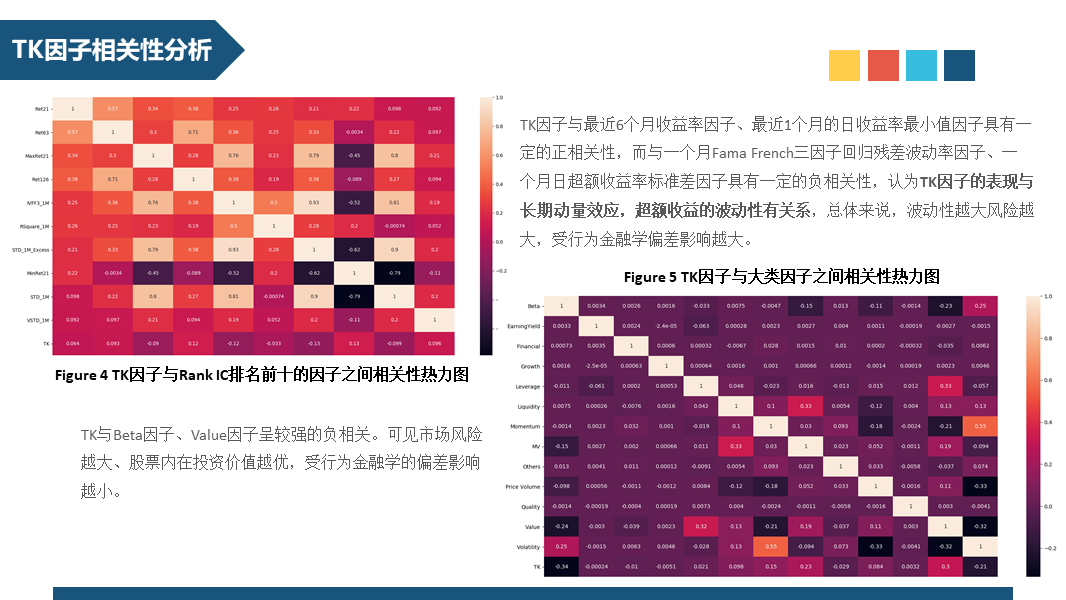 TK因子相关性分析
Ret21 1 0.57 0.34 0.38 0.25 0.26 0.21 0.22 0.098 0.092
Ret63 0.57 1 0.3 0.71 0.36 0.25 0.33 -0.0034 0.22 0.097
MaxRet21 0.34 0.3 1 0.28 0.76 0.23 0.79 -0.45 0.8 0.21
Ret126 0.38 0.71 0.28 1 0.38 0.19 0.38 -0.089 0.27 0.094
IVFF3_1M 0.25 0.36 0.76 0.38 1 0.5 0.93 -0.52 0.81 0.19
RSquare_1M 0.26 0.25 0.23 0.19 0.5 1 0.28 0.2 -0.00074 0.052
STD_1M_Excess 0.21 0.33 0.79 0.38 0.93 0.28 1 -0.62 0.9 0.2
MinRet21 0.22 -0.0034 -0.45 -0.089 -0.52 0.2 -0.62 1 -0.79 -0.11
STD_1M 0.098 0.22 0.8 0.27 0.81 -0.00074 0.9 -0.79 1 0.2
VSTD_1M 0.092 0.097 0.21 0.094 0.19 0.052 0.2 -0.11 0.2 1
TK 0.064 0.093 -0.09 0.12 -0.12 -0.033 -0.13 0.13 -0.099 0.096
1.0
0.8
0.6
0.4
0.2
0.0
-0.2
Figure 4 TK因子与Rank IC排名前十的因子之间相关性热力图
TK与Beta因子、Value因子呈较强的负相关。可见市场风险
越大、股票内在投资价值越优，受行为金融学的偏差影响
越小。
TK因子与最近6个月收益率因子、最近1个月的日收益率最小值因子具有一
定的正相关性，而与一个月Fama French三因子回归残差波动率因子、一
个月日超额收益率标准差因子具有一定的负相关性，认为TK因子的表现与
长期动量效应，超额收益的波动性有关系，总体来说，波动性越大风险越
大，受行为金融学偏差影响越大。
Figure 5 TK因子与大类因子之间相关性热力图
Beta 1 0.0034 0.0026 0.0016 -0.033 0.0075 -0.0047 -0.15 0.013 -0.11 -0.0014 -0.23 0.25
EarningYield 0.0033 1 0.0024 -2.4e-05 -0.063 0.00028 0.0023 0.0027 0.004 0.0011 -0.00019 -0.0027 -0.0015
Financial 0.00073 0.0035 1 0.0006 0.00032 -0.0067 0.028 0.0015 0.01 0.0002 -0.00032 -0.035 0.0062
Growth 0.0016 -2.5e-05 0.00063 1 0.00064 0.0016 0.001 0.00066 0.00012 -0.0014 0.00019 0.0023 0.0046
Leverage -0.011 -0.061 0.0002 0.00053 1 0.048 -0.023 0.016 -0.013 0.015 0.012 0.33 -0.057
Liquidity 0.0075 0.00026 -0.0076 0.0016 0.042 1 0.1 0.33 0.0054 -0.12 0.004 0.13 0.13
Momentum -0.0014 0.0023 0.032 0.001 -0.019 0.1 1 0.03 0.093 -0.18 -0.0024 -0.21 0.55
MV -0.15 0.0027 0.002 0.00066 0.011 0.33 0.03 1 0.023 0.052 -0.0011 0.19 -0.094
Others 0.013 0.0041 0.011 0.00012 -0.0091 0.0054 0.093 0.023 1 0.033 -0.0058 -0.037 0.074
Price Volume -0.098 0.00056 -0.0011 -0.0012 0.0084 -0.12 -0.18 0.052 0.033 1 -0.0016 0.11 -0.33
Quality -0.0014 -0.00019 -0.0004 -0.00019 0.0073 0.004 -0.0024 -0.0011 -0.0058 -0.0016 1 0.003 -0.0041
Value -0.24 -0.003 -0.039 0.0023 0.32 0.13 -0.21 0.19 -0.037 0.11 0.003 1 -0.32
Volatility 0.25 -0.0015 0.0063 0.0046 -0.028 0.13 0.55 -0.094 0.073 -0.33 -0.0041 -0.32 1
TK -0.34 -0.00024 -0.01 -0.0051 0.021 0.098 0.15 0.23 -0.029 0.084 0.0032 0.3 -0.21
1.0
0.8
0.6
0.4
0.2
0.0
-0.2